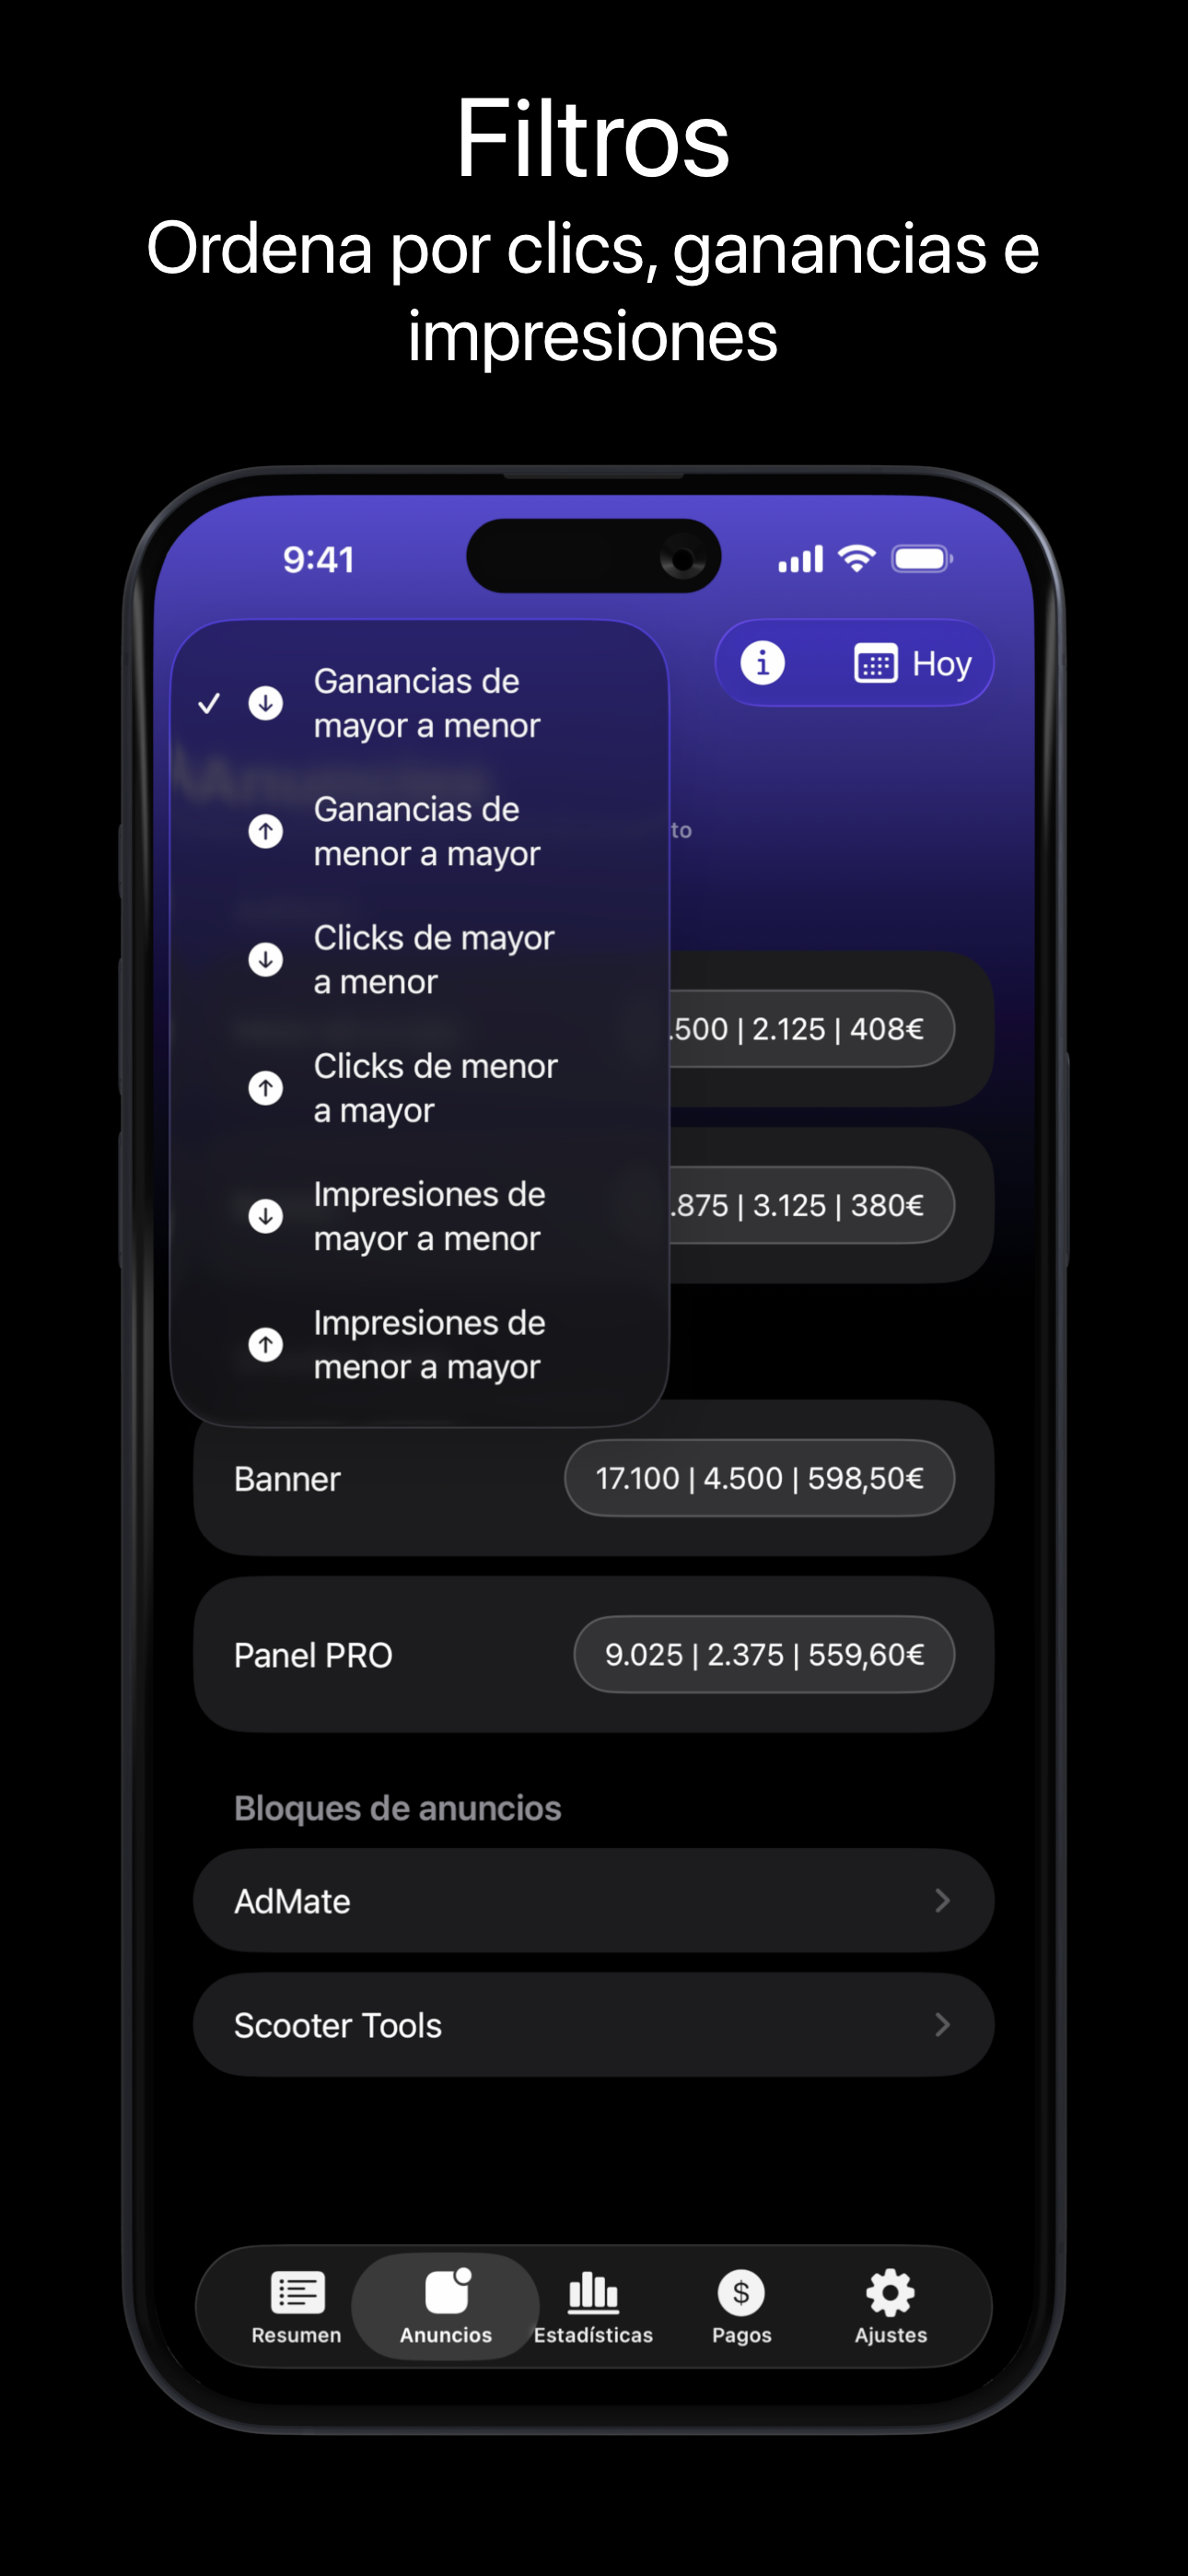 Filtros
Ordena por clics, ganancias e
impresiones
9:41
Hoy
Ganancias de
mayor a menor
Ganancias de
menor a mayor
to
Clicks de mayor
a menor
.500 | 2.125 | 408€
Clicks de menor
a mayor
Impresiones de
mayor a menor
.875 | 3.125 | 380€
Impresiones de
menor a mayor
Banner
17.100 | 4.500 | 598,50€
Panel PRO
9.025 | 2.375 | 559,60€
Bloques de anuncios
AdMate
Scooter Tools
Resumen
Anuncios
Estadísticas
Pagos
Ajustes